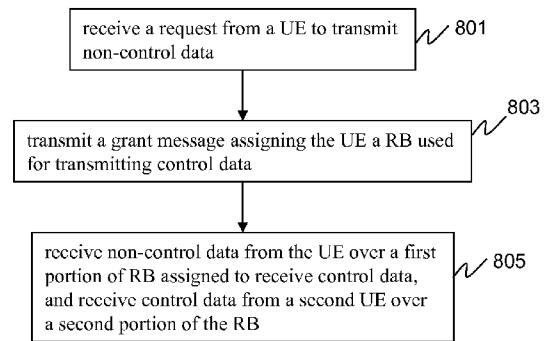 receive a request from a UE to transmit
non-control data
801
803
transmit a grant message assigning the UE a RB used
for transmitting control data
receive non-control data from the UE over a first
portion of RB assigned to receive control data,
and receive control data from a second UE over
a second portion of the RB
805